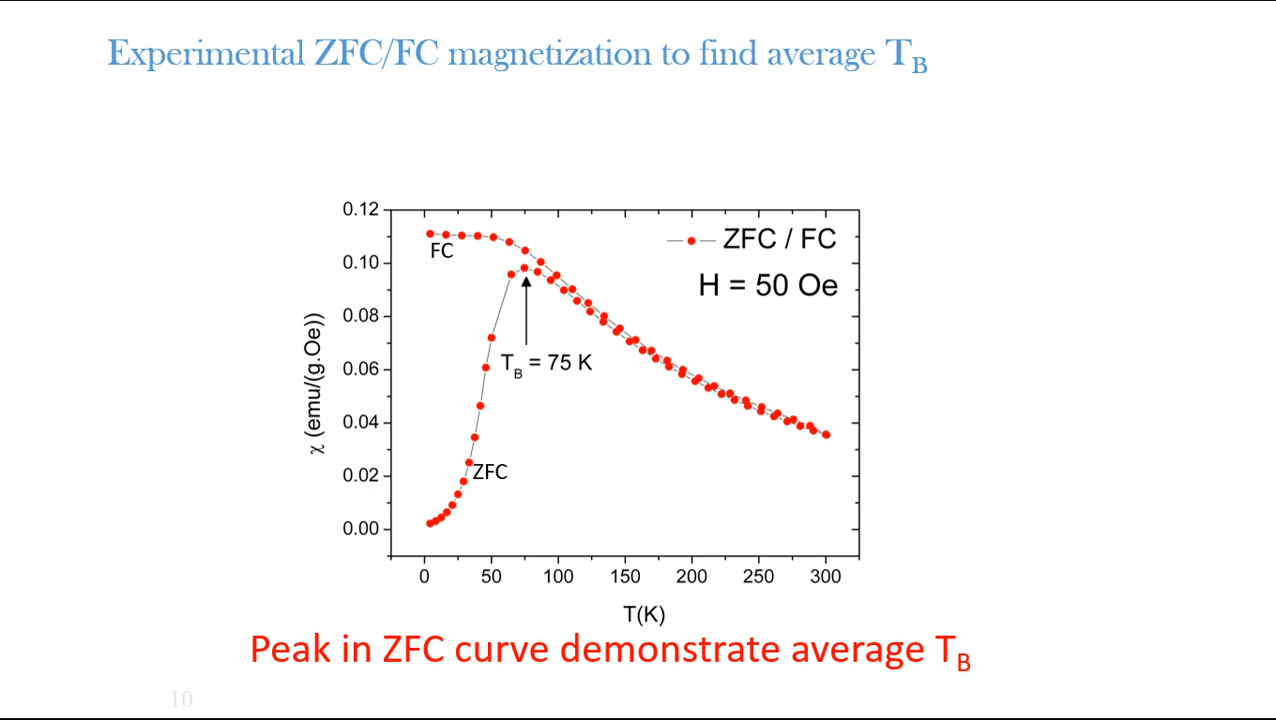 Experimental ZFC/FC magnetization to find average TB
0.12
0.10
0.08
0.06
0.04
0.02
0.00
χ (emu/(g.Oe))
FC
ZFC / FC
H = 50 Oe
TB = 75 K
ZFC
0 50 100 150 200 250 300
T(K)
Peak in ZFC curve demonstrate average TB
10